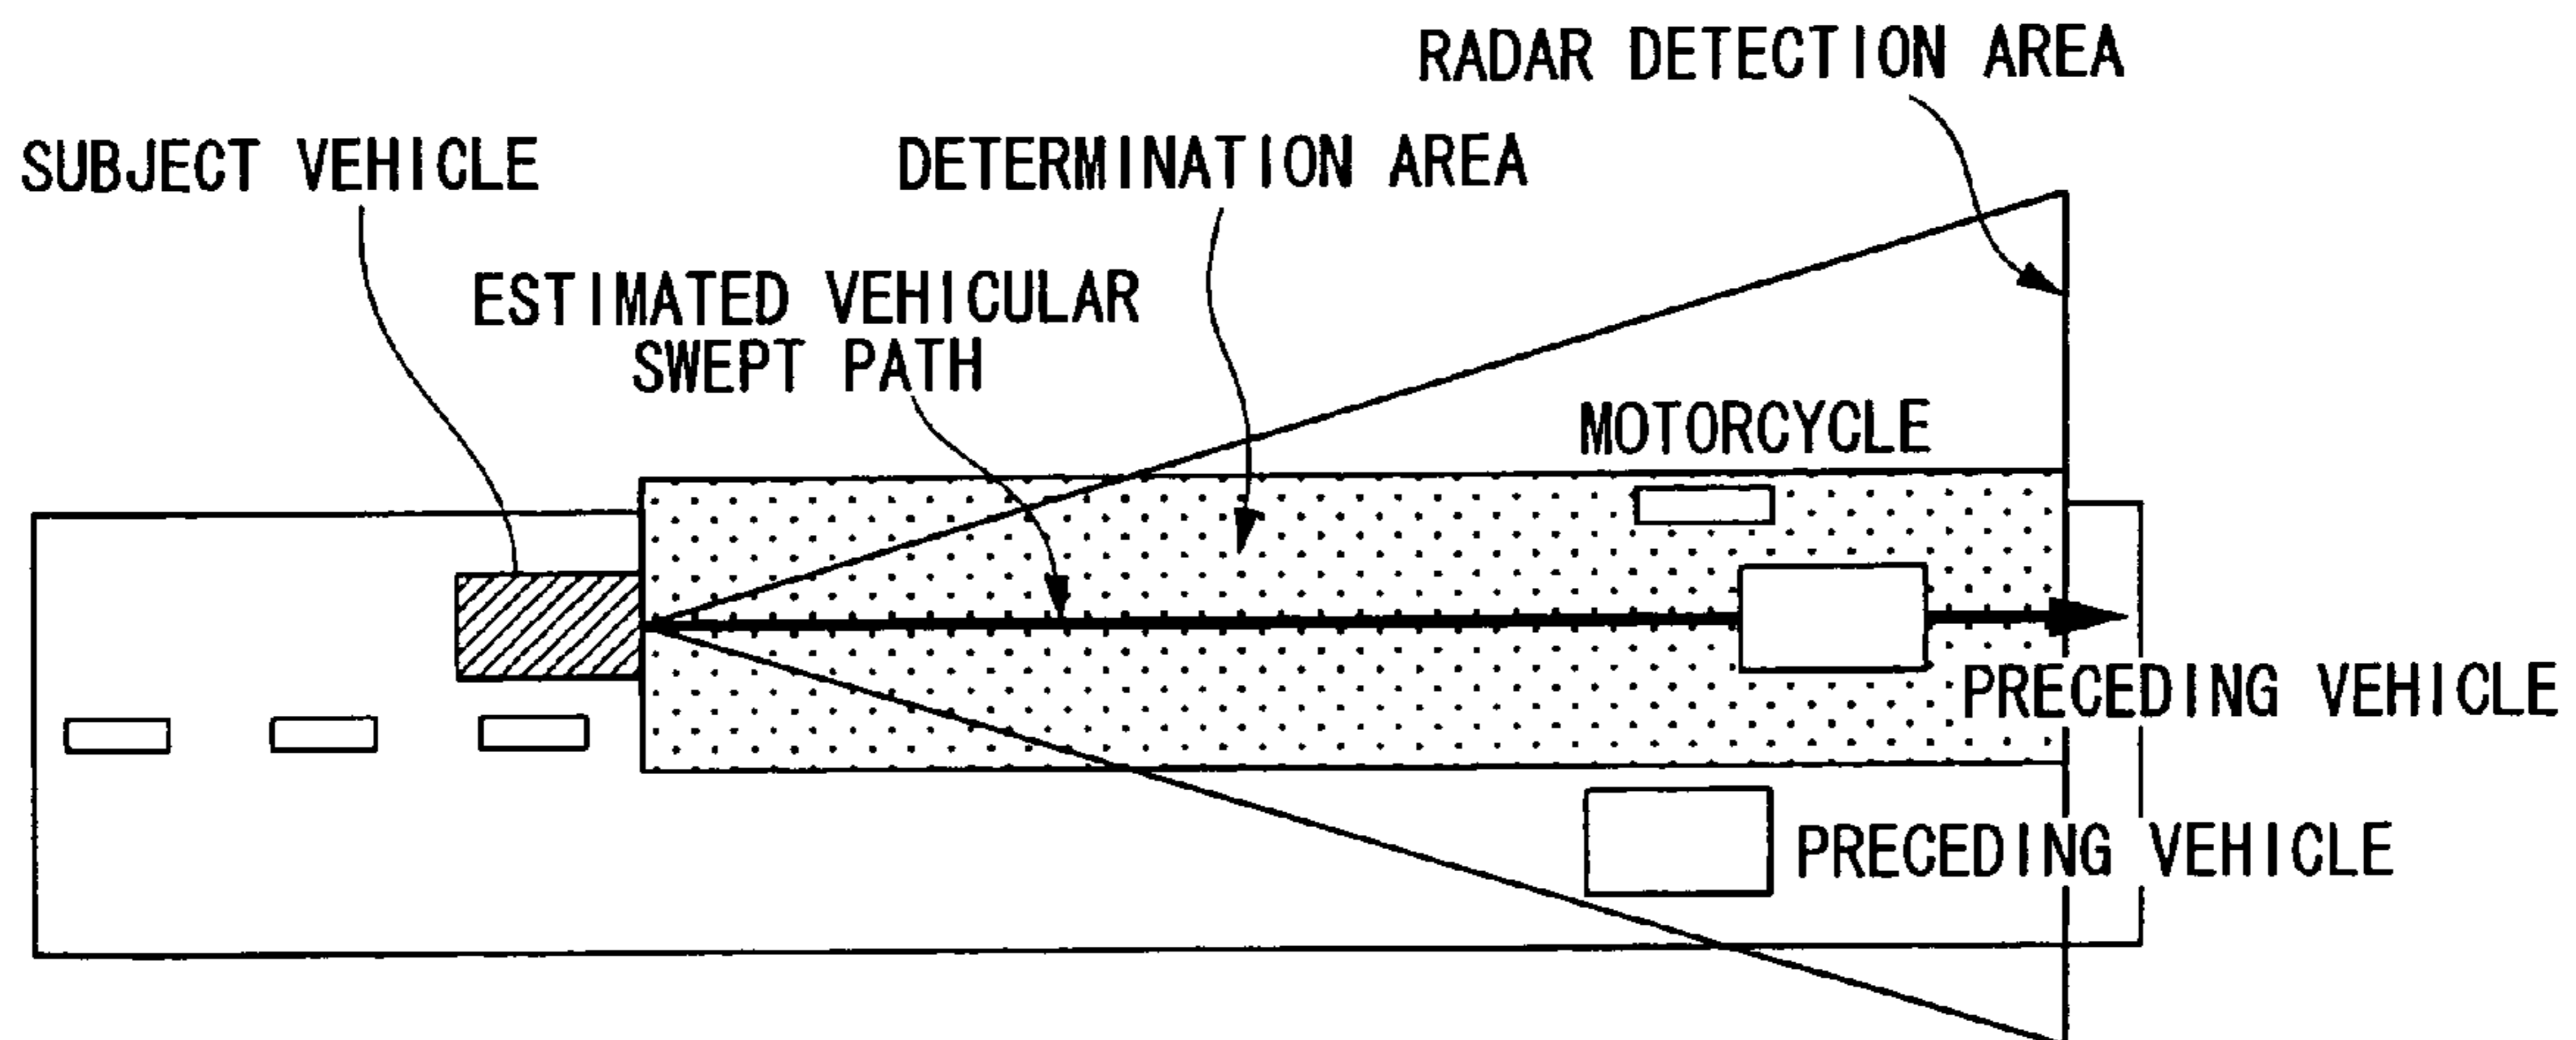 RADAR DETECTION AREA
SUBJECT VEHICLE
DETERMINATION AREA
ESTIMATED VEHICULAR
SWEPT PATH
MOTORCYCLE
PRECEDING VEHICLE
PRECEDING VEHICLE